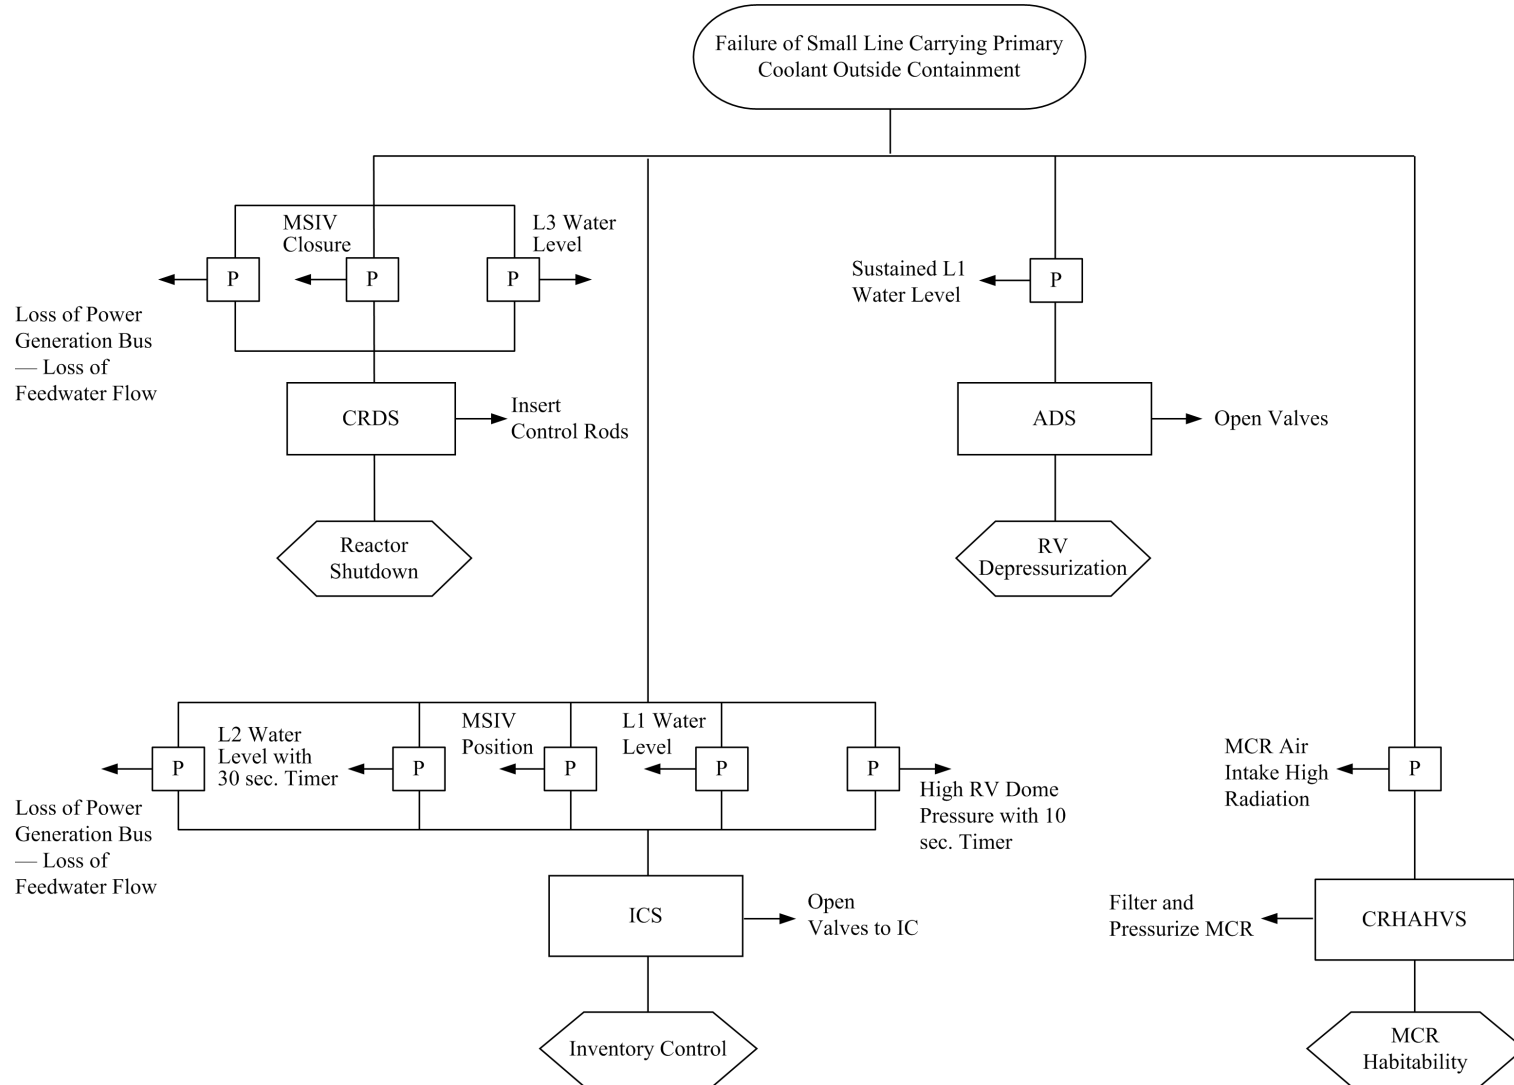 Failure of Small Line Carrying Primary
Coolant Outside Containment
MSIV
Closure
L3 Water
Level
P
P
P
Loss of Power
Generation Bus
— Loss of
Feedwater Flow
CRDS
Insert
Control Rods
Reactor
Shutdown
Sustained L1
Water Level
P
ADS
Open Valves
RV
Depressurization
L2 Water
Level with
30 sec. Timer
MSIV
Position
L1 Water
Level
P
P
P
P
P
Loss of Power
Generation Bus
— Loss of
Feedwater Flow
High RV Dome
Pressure with 10
sec. Timer
ICS
Open
Valves to IC
Inventory Control
MCR Air
Intake High
Radiation
P
Filter and
Pressurize MCR
CRHAHVS
MCR
Habitability